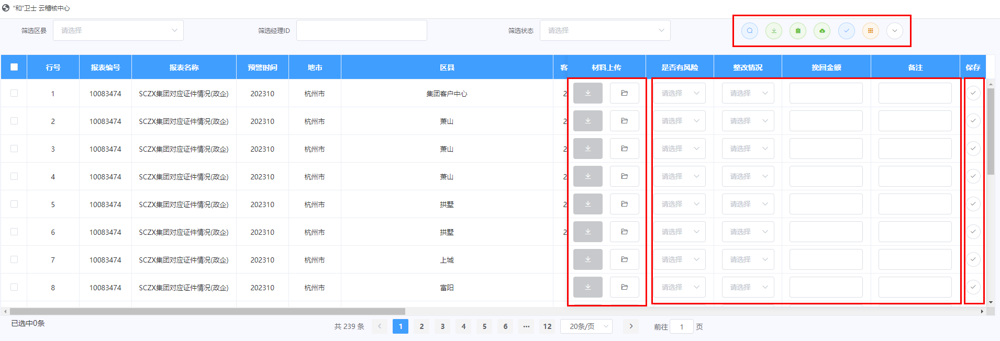 “和”卫士 云稽核中心
筛选区县 请选择 筛选经理ID 筛选状态 请选择
行号 报表编号 报表名称 预警时间 地市 区县 客 材料上传 是否有风险 整改情况 挽回金额 备注 保存
1 10083474 SCZX集团对应证件情况(政企) 202310 杭州市 集团客户中心 2 请选择 请选择
2 10083474 SCZX集团对应证件情况(政企) 202310 杭州市 萧山 2 请选择 请选择
3 10083474 SCZX集团对应证件情况(政企) 202310 杭州市 萧山 2 请选择 请选择
4 10083474 SCZX集团对应证件情况(政企) 202310 杭州市 萧山 2 请选择 请选择
5 10083474 SCZX集团对应证件情况(政企) 202310 杭州市 拱墅 2 请选择 请选择
6 10083474 SCZX集团对应证件情况(政企) 202310 杭州市 拱墅 2 请选择 请选择
7 10083474 SCZX集团对应证件情况(政企) 202310 杭州市 上城 请选择 请选择
8 10083474 SCZX集团对应证件情况(政企) 202310 杭州市 富阳 请选择 请选择
已选中0条 共 239 条 1 2 3 4 5 6 ··· 12 20条/页 前往 1 页